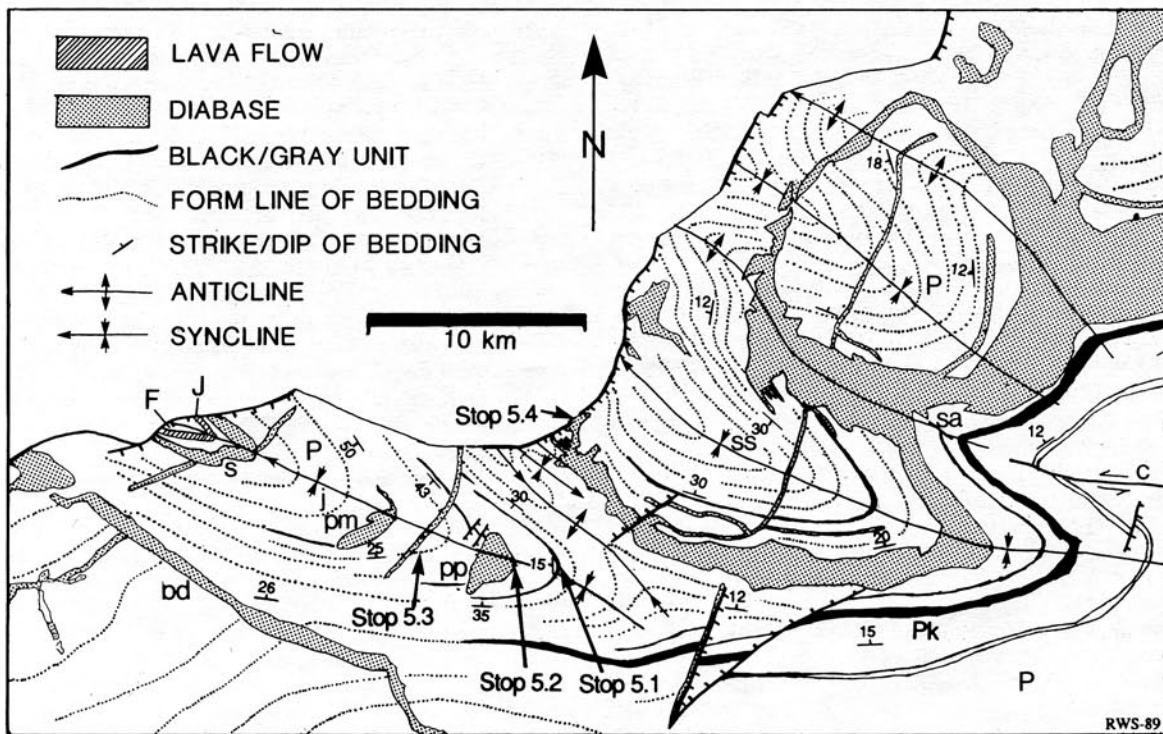 LAVA FLOW
DIABASE
BLACK/GRAY UNIT
FORM LINE OF BEDDING
STRIKE/DIP OF BEDDING
ANTICLINE
SYNCLINE
N
10 km
18
12
P
12
F
J
Stop 5.4
30
ss
sa
12
C
P
50
s
j
43
30
30
pm
25
20
pp
15
bd
26
Stop 5.3
35
12
15
Pk
Stop 5.2
Stop 5.1
P
RWS-89